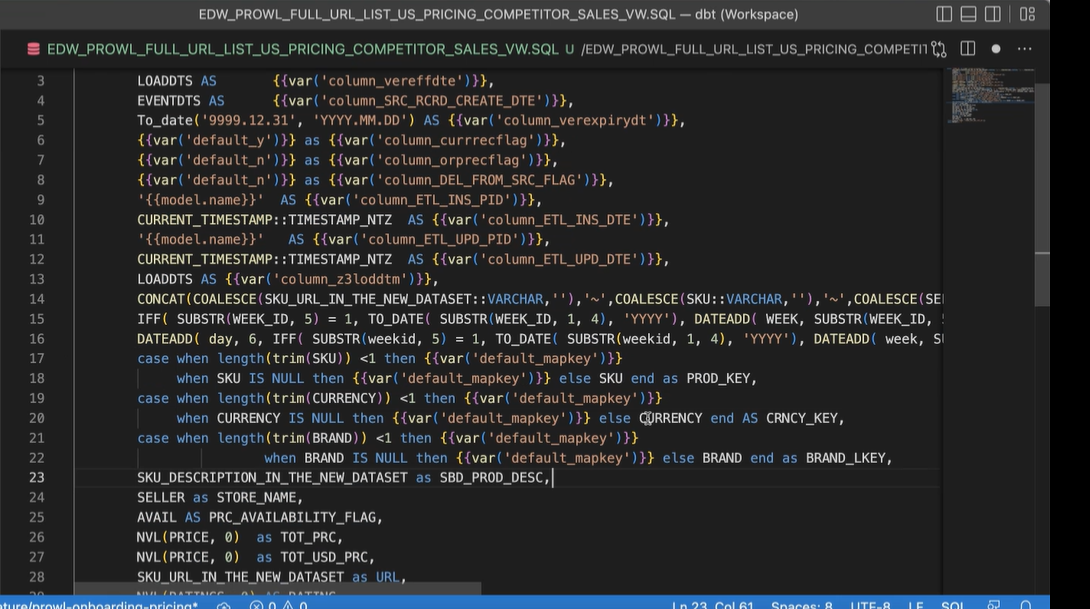 EDW_PROWL_FULL_URL_LIST_US_PRICING_COMPETITOR_SALES_VW.SQL — dbt (Workspace)
EDW_PROWL_FULL_URL_LIST_US_PRICING_COMPETITOR_SALES_VW.SQL U /EDW_PROWL_FULL_URL_LIST_US_PRICING_COMPETIT
3 LOADDTS AS {{var('column_vereffdte')}},
4 EVENTDTS AS {{var('column_SRC_RCRD_CREATE_DTE')}},
5 To_date('9999.12.31', 'YYYY.MM.DD') AS {{var('column_verexpirydt')}},
6 {{var('default_y')}} as {{var('column_currrecflag')}},
7 {{var('default_n')}} as {{var('column_orprecflag')}},
8 {{var('default_n')}} as {{var('column_DEL_FROM_SRC_FLAG')}},
9 '{{model.name}}' AS {{var('column_ETL_INS_PID')}},
10 CURRENT_TIMESTAMP::TIMESTAMP_NTZ AS {{var('column_ETL_INS_DTE')}},
11 '{{model.name}}' AS {{var('column_ETL_UPD_PID')}},
12 CURRENT_TIMESTAMP::TIMESTAMP_NTZ AS {{var('column_ETL_UPD_DTE')}},
13 LOADDTS AS {{var('column_z3loddtm')}},
14 CONCAT(COALESCE(SKU_URL_IN_THE_NEW_DATASET::VARCHAR,''),'~',COALESCE(SKU::VARCHAR,''),'~',COALESCE(SE
15 IFF( SUBSTR(WEEK_ID, 5) = 1, TO_DATE( SUBSTR(WEEK_ID, 1, 4), 'YYYY'), DATEADD( WEEK, SUBSTR(WEEK_ID,
16 DATEADD( day, 6, IFF( SUBSTR(weekid, 5) = 1, TO_DATE( SUBSTR(weekid, 1, 4), 'YYYY'), DATEADD( week,
17 case when length(trim(SKU)) <1 then {{var('default_mapkey')}}
18 when SKU IS NULL then {{var('default_mapkey')}} else SKU end as PROD_KEY,
19 case when length(trim(CURRENCY)) <1 then {{var('default_mapkey')}}
20 when CURRENCY IS NULL then {{var('default_mapkey')}} else CURRENCY end AS CRNCY_KEY,
21 case when length(trim(BRAND)) <1 then {{var('default_mapkey')}}
22 when BRAND IS NULL then {{var('default_mapkey')}} else BRAND end as BRAND_LKEY,
23 SKU_DESCRIPTION_IN_THE_NEW_DATASET as SBD_PROD_DESC,
24 SELLER as STORE_NAME,
25 AVAIL AS PRC_AVAILABILITY_FLAG,
26 NVL(PRICE, 0) as TOT_PRC,
27 NVL(PRICE, 0) as TOT_USD_PRC,
28 SKU_URL_IN_THE_NEW_DATASET as URL,
ature/prowl-onboarding-pricing* 0 0 Ln 23, Col 61 Spaces: 8 UTF-8 LF SQL